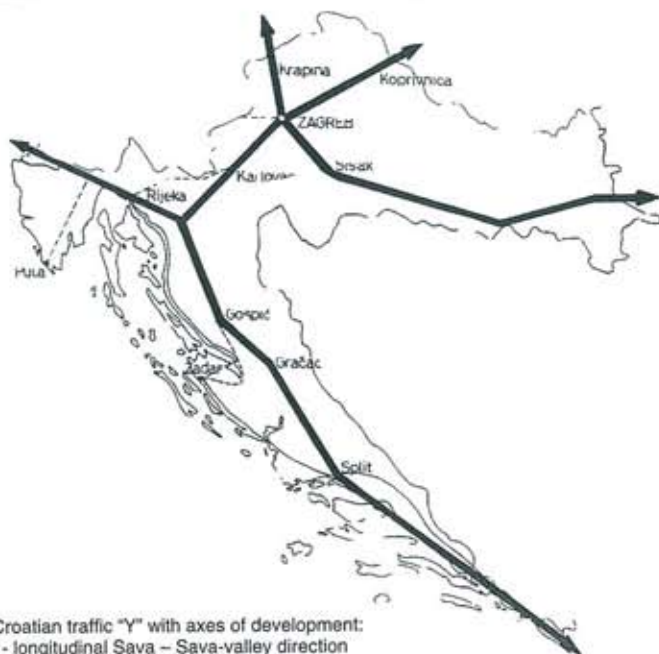 Krapina
Koprivnica
ZAGREB
Sisak
Karlovac
Rijeka
Pula
Gospić
Zadar
Gračac
Split
Croatian traffic "Y" with axes of development:
- longitudinal Sava – Sava-valley direction